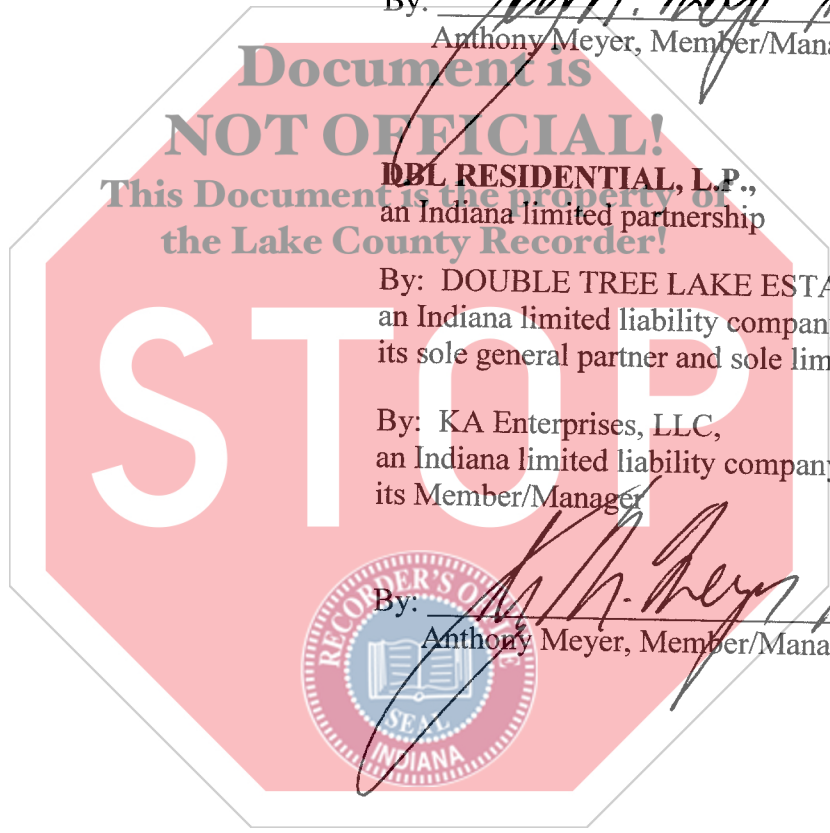 By:
Anthony Meyer, Member/Mana
Document is
NOT OFFICIAL!
This Document is the property of
the Lake County Recorder!
DBL RESIDENTIAL, L.P.,
an Indiana limited partnership
By: DOUBLE TREE LAKE ESTA
an Indiana limited liability compan
its sole general partner and sole lim
STOP
By: KA Enterprises, LLC,
an Indiana limited liability company
its Member/Manager
By:
Anthony Meyer, Member/Mana
RECORDER'S OFFICE
SEAL
INDIANA